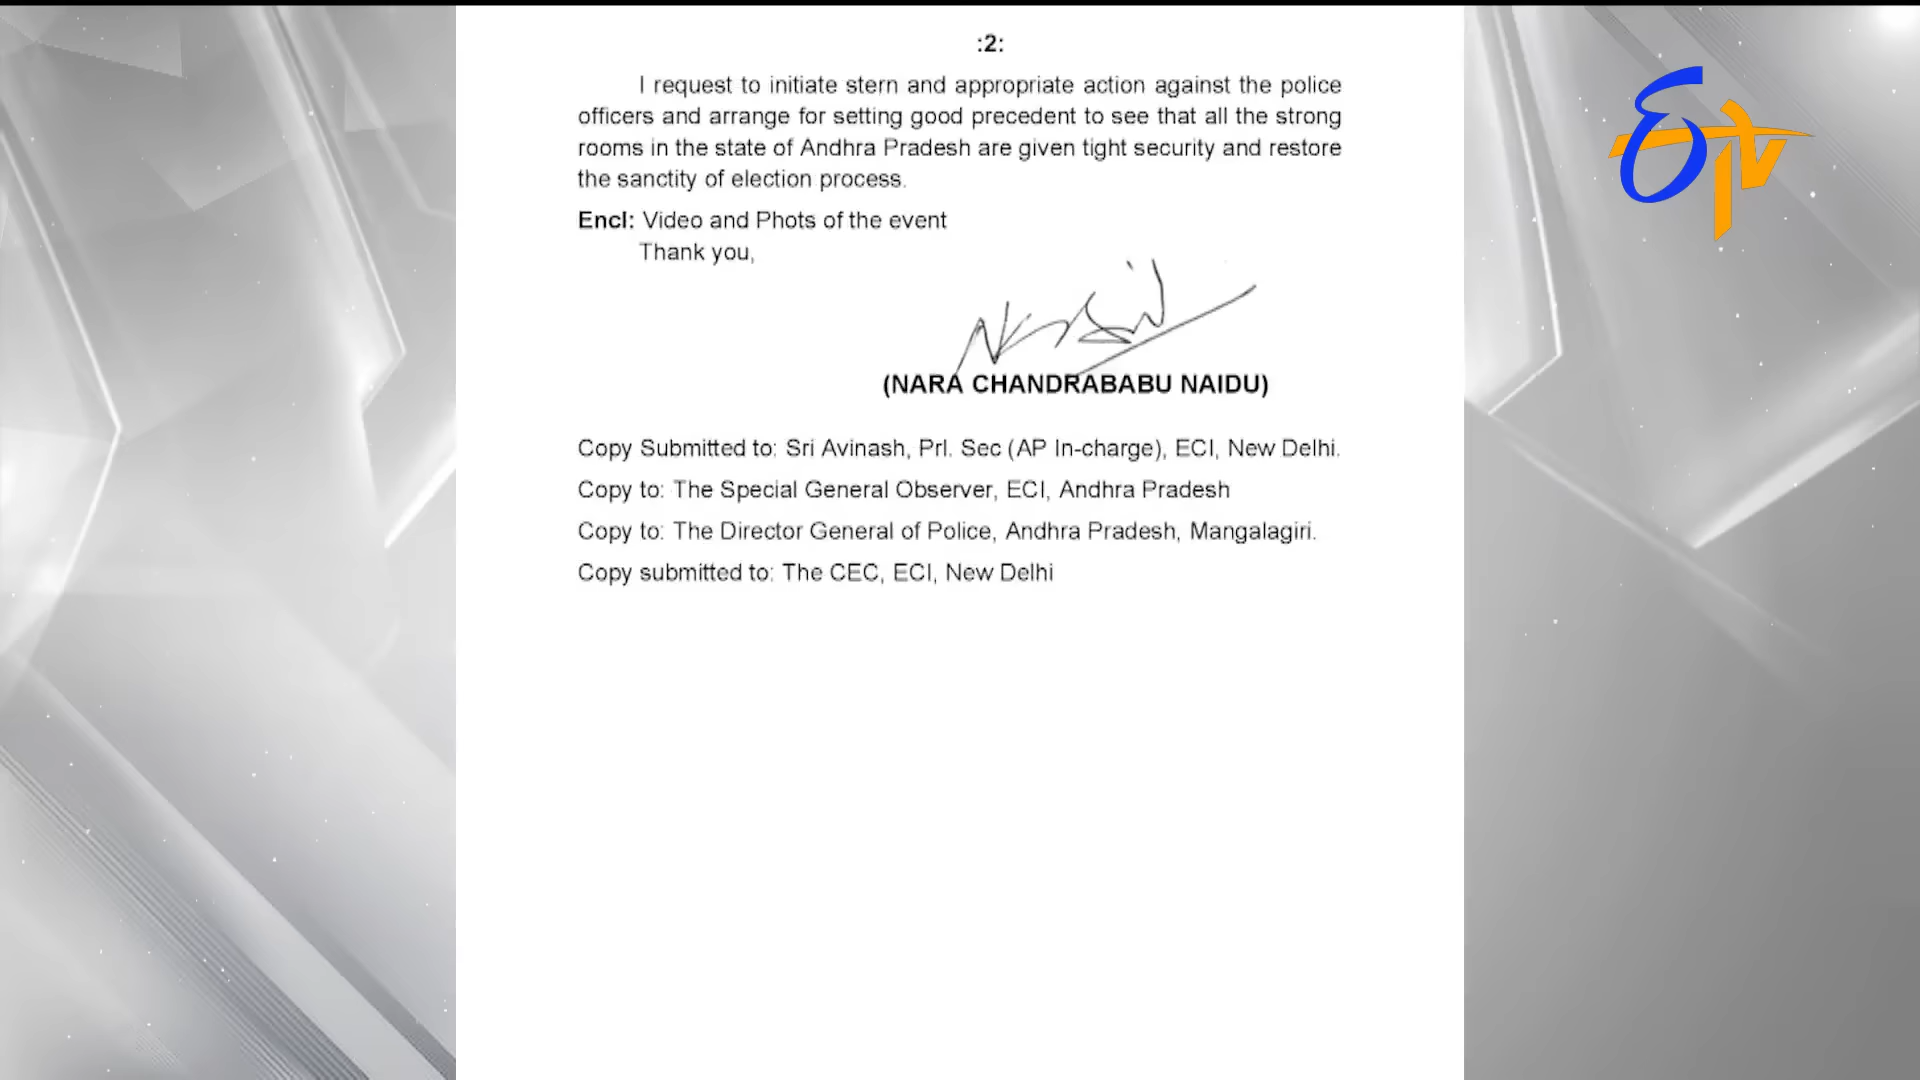 :2:
I request to initiate stern and appropriate action against the police
officers and arrange for setting good precedent to see that all the strong
rooms in the state of Andhra Pradesh are given tight security and restore
the sanctity of election process.
Encl: Video and Phots of the event
Thank you,
(NARA CHANDRABABU NAIDU)
Copy Submitted to: Sri Avinash, Prl. Sec (AP In-charge), ECI, New Delhi.
Copy to: The Special General Observer, ECI, Andhra Pradesh
Copy to: The Director General of Police, Andhra Pradesh, Mangalagiri.
Copy submitted to: The CEC, ECI, New Delhi
ETV